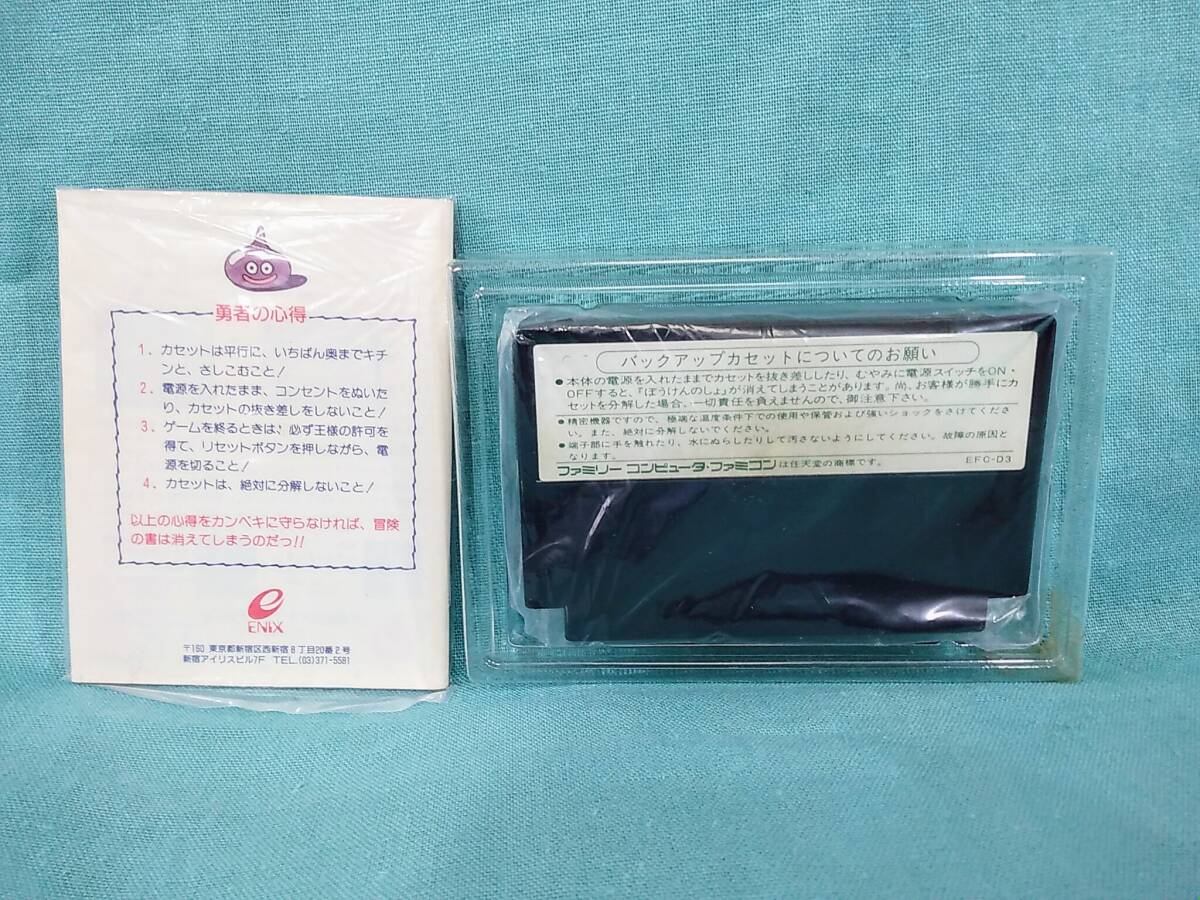 勇者の心得
1. カセットは平行に、いちばん奥までキチ
ンと、さしこむこと!
2. 電源を入れたまま、コンセントをぬいた
り、カセットの抜き差しをしないこと!
3. ゲームを終るときは、必ず王様の許可を
得て、リセットボタンを押しながら、電
源を切ること!
4. カセットは、絶対に分解しないこと!
以上の心得をカンペキに守らなければ、冒険
の書は消えてしまうのだっ!!
ENIX
〒160 東京都新宿区西新宿8丁目20番2号
新宿アイリスビル7F TEL.(03)371-5581
バックアップカセットについてのお願い
●本体の電源を入れたままでカセットを抜き差ししたり、むやみに電源スイッチをON・
OFFすると、『ぼうけんのしょ』が消えてしまうことがあります。尚、お客様が勝手にカ
セットを分解した場合、一切責任を負えませんので、御注意下さい。
●精密機器ですので、極端な温度条件下での使用や保管および強いショックをさけてくださ
い。また、絶対に分解しないでください。
●端子部に手を触れたり、水にぬらしたりして汚さないようにしてください。故障の原因と
なります。
ファミリーコンピュータ・ファミコンは任天堂の商標です。
EFC-D3